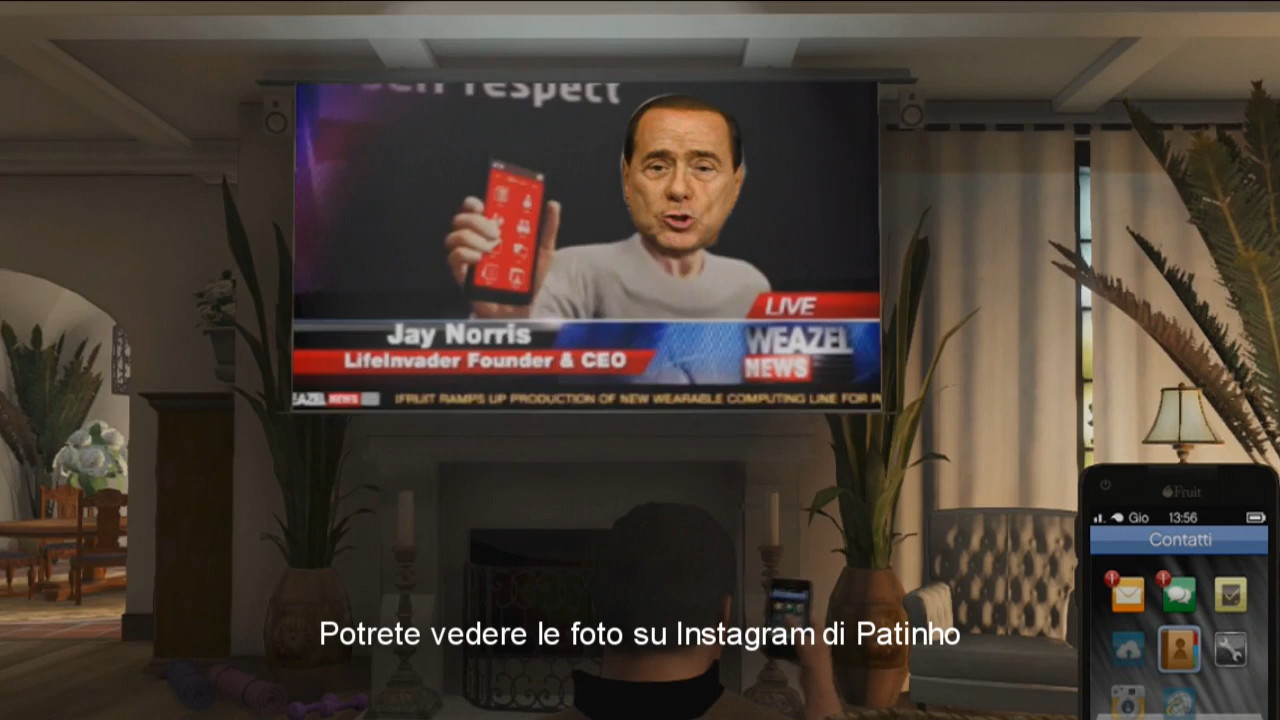 respect
LIVE
Jay Norris
LifeInvader Founder & CEO
WEAZEL
NEWS
NEWS
IFRUIT RAMPS UP PRODUCTION OF NEW WEARABLE COMPUTING LINE FOR
Potrete vedere le foto su Instagram di Patinho
Fruit
Gio 13:56
Contatti